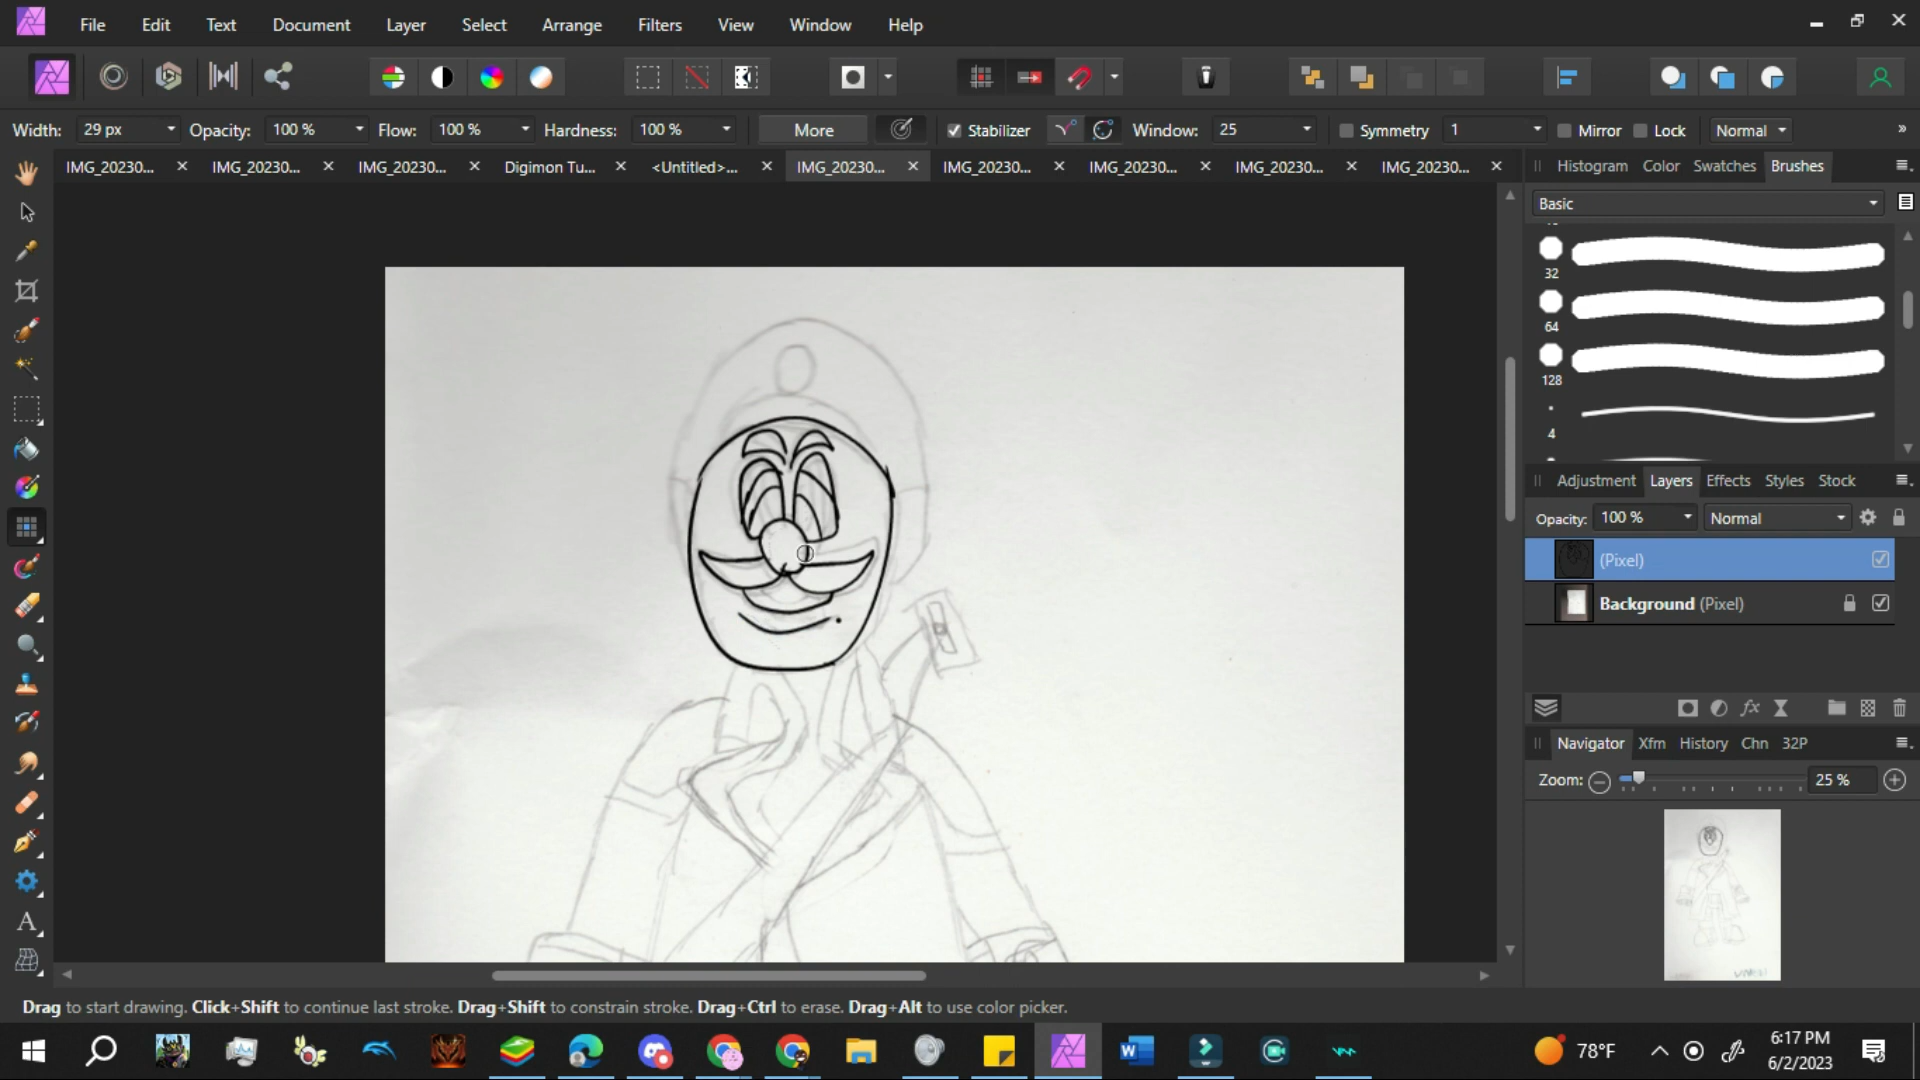 File Edit Text Document Layer Select Arrange Filters View Window Help
Width: 29 px Opacity: 100 % Flow: 100 % Hardness: 100 % More Stabilizer Window: 25 Symmetry 1 Mirror Lock Normal »
IMG_20230... IMG_20230... IMG_20230... Digimon Tu... <Untitled>... IMG_20230... IMG_20230... IMG_20230... IMG_20230... IMG_20230...
Histogram Color Swatches Brushes
Basic
32
64
128
4
Adjustment Layers Effects Styles Stock
Opacity: 100 % Normal
(Pixel)
Background (Pixel)
Navigator Xfm History Chn 32P
Zoom: 25 %
Drag to start drawing. Click+Shift to continue last stroke. Drag+Shift to constrain stroke. Drag+Ctrl to erase. Drag+Alt to use color picker.
78°F
6:17 PM
6/2/2023